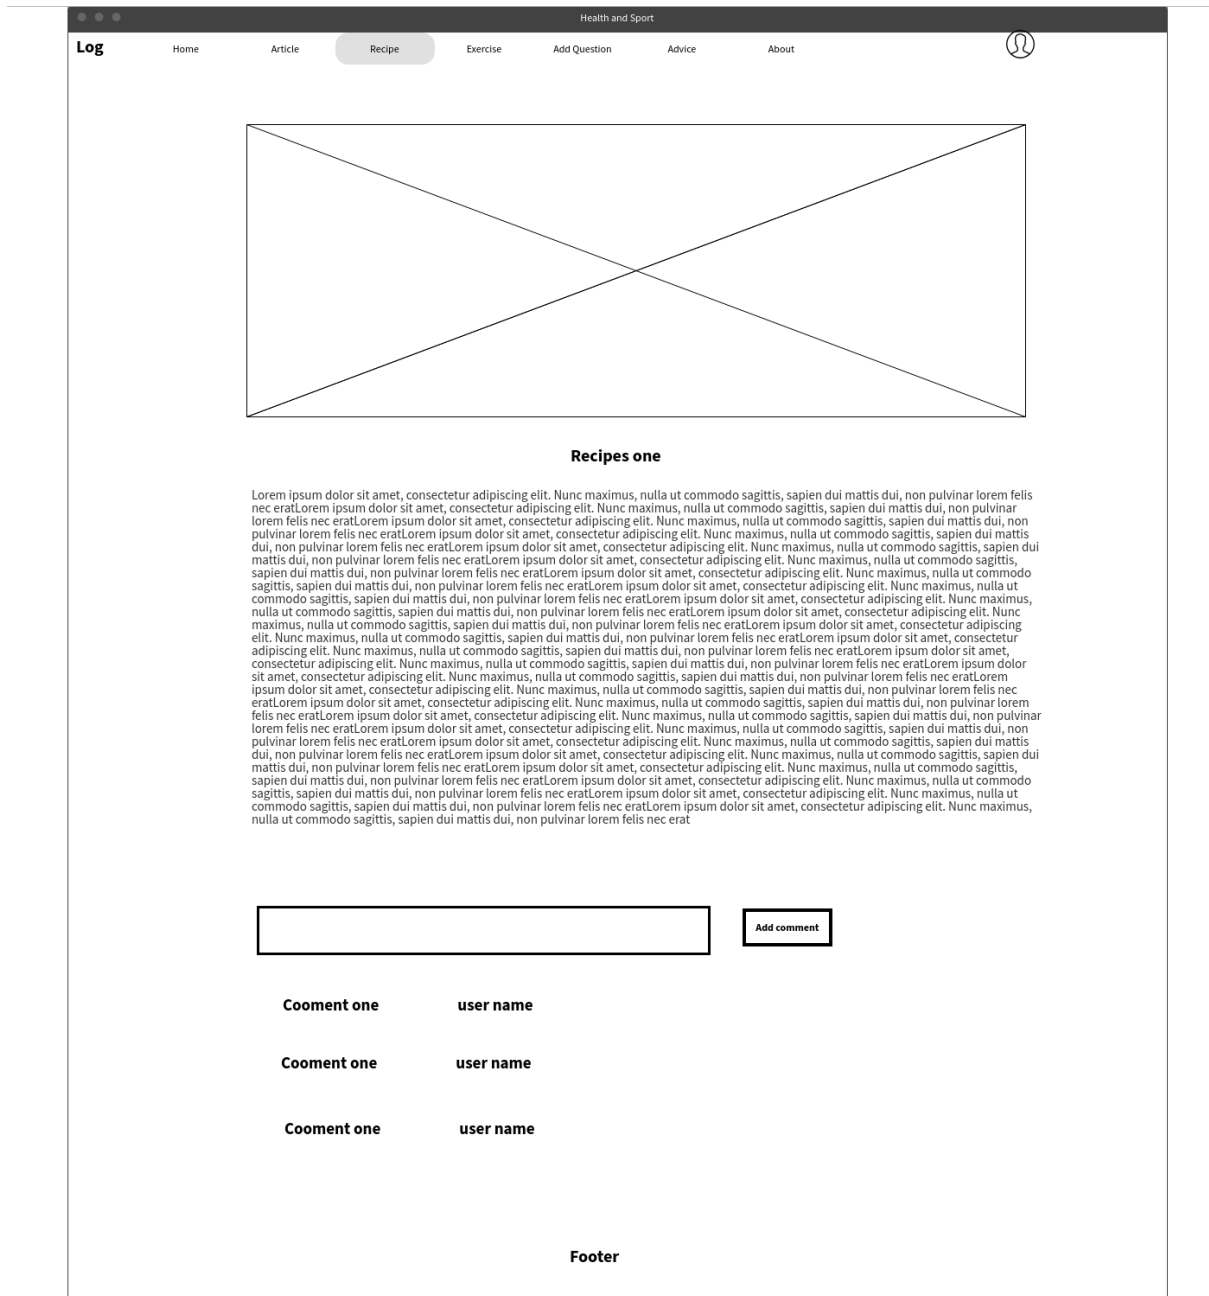 Health and Sport
Log
Home Article Recipe Exercise Add Question Advice About
Recipes one
Lorem ipsum dolor sit amet, consectetur adipiscing elit. Nunc maximus, nulla ut commodo sagittis, sapien dui mattis dui, non pulvinar lorem felis
nec eratLorem ipsum dolor sit amet, consectetur adipiscing elit. Nunc maximus, nulla ut commodo sagittis, sapien dui mattis dui, non pulvinar
lorem felis nec eratLorem ipsum dolor sit amet, consectetur adipiscing elit. Nunc maximus, nulla ut commodo sagittis, sapien dui mattis dui, non
pulvinar lorem felis nec eratLorem ipsum dolor sit amet, consectetur adipiscing elit. Nunc maximus, nulla ut commodo sagittis, sapien dui mattis
dui, non pulvinar lorem felis nec eratLorem ipsum dolor sit amet, consectetur adipiscing elit. Nunc maximus, nulla ut commodo sagittis, sapien dui
mattis dui, non pulvinar lorem felis nec eratLorem ipsum dolor sit amet, consectetur adipiscing elit. Nunc maximus, nulla ut commodo sagittis,
sapien dui mattis dui, non pulvinar lorem felis nec eratLorem ipsum dolor sit amet, consectetur adipiscing elit. Nunc maximus, nulla ut commodo
sagittis, sapien dui mattis dui, non pulvinar lorem felis nec eratLorem ipsum dolor sit amet, consectetur adipiscing elit. Nunc maximus, nulla ut
commodo sagittis, sapien dui mattis dui, non pulvinar lorem felis nec eratLorem ipsum dolor sit amet, consectetur adipiscing elit. Nunc maximus,
nulla ut commodo sagittis, sapien dui mattis dui, non pulvinar lorem felis nec eratLorem ipsum dolor sit amet, consectetur adipiscing elit. Nunc
maximus, nulla ut commodo sagittis, sapien dui mattis dui, non pulvinar lorem felis nec eratLorem ipsum dolor sit amet, consectetur adipiscing
elit. Nunc maximus, nulla ut commodo sagittis, sapien dui mattis dui, non pulvinar lorem felis nec eratLorem ipsum dolor sit amet, consectetur
adipiscing elit. Nunc maximus, nulla ut commodo sagittis, sapien dui mattis dui, non pulvinar lorem felis nec eratLorem ipsum dolor sit amet,
consectetur adipiscing elit. Nunc maximus, nulla ut commodo sagittis, sapien dui mattis dui, non pulvinar lorem felis nec eratLorem ipsum dolor
sit amet, consectetur adipiscing elit. Nunc maximus, nulla ut commodo sagittis, sapien dui mattis dui, non pulvinar lorem felis nec eratLorem
ipsum dolor sit amet, consectetur adipiscing elit. Nunc maximus, nulla ut commodo sagittis, sapien dui mattis dui, non pulvinar lorem felis nec
eratLorem ipsum dolor sit amet, consectetur adipiscing elit. Nunc maximus, nulla ut commodo sagittis, sapien dui mattis dui, non pulvinar lorem
felis nec eratLorem ipsum dolor sit amet, consectetur adipiscing elit. Nunc maximus, nulla ut commodo sagittis, sapien dui mattis dui, non pulvinar
lorem felis nec eratLorem ipsum dolor sit amet, consectetur adipiscing elit. Nunc maximus, nulla ut commodo sagittis, sapien dui mattis dui, non
pulvinar lorem felis nec eratLorem ipsum dolor sit amet, consectetur adipiscing elit. Nunc maximus, nulla ut commodo sagittis, sapien dui mattis
dui, non pulvinar lorem felis nec eratLorem ipsum dolor sit amet, consectetur adipiscing elit. Nunc maximus, nulla ut commodo sagittis, sapien dui
mattis dui, non pulvinar lorem felis nec eratLorem ipsum dolor sit amet, consectetur adipiscing elit. Nunc maximus, nulla ut commodo sagittis,
sapien dui mattis dui, non pulvinar lorem felis nec eratLorem ipsum dolor sit amet, consectetur adipiscing elit. Nunc maximus, nulla ut commodo
sagittis, sapien dui mattis dui, non pulvinar lorem felis nec eratLorem ipsum dolor sit amet, consectetur adipiscing elit. Nunc maximus, nulla ut
commodo sagittis, sapien dui mattis dui, non pulvinar lorem felis nec eratLorem ipsum dolor sit amet, consectetur adipiscing elit. Nunc maximus,
nulla ut commodo sagittis, sapien dui mattis dui, non pulvinar lorem felis nec erat
Add comment
Cooment one user name
Cooment one user name
Cooment one user name
Footer